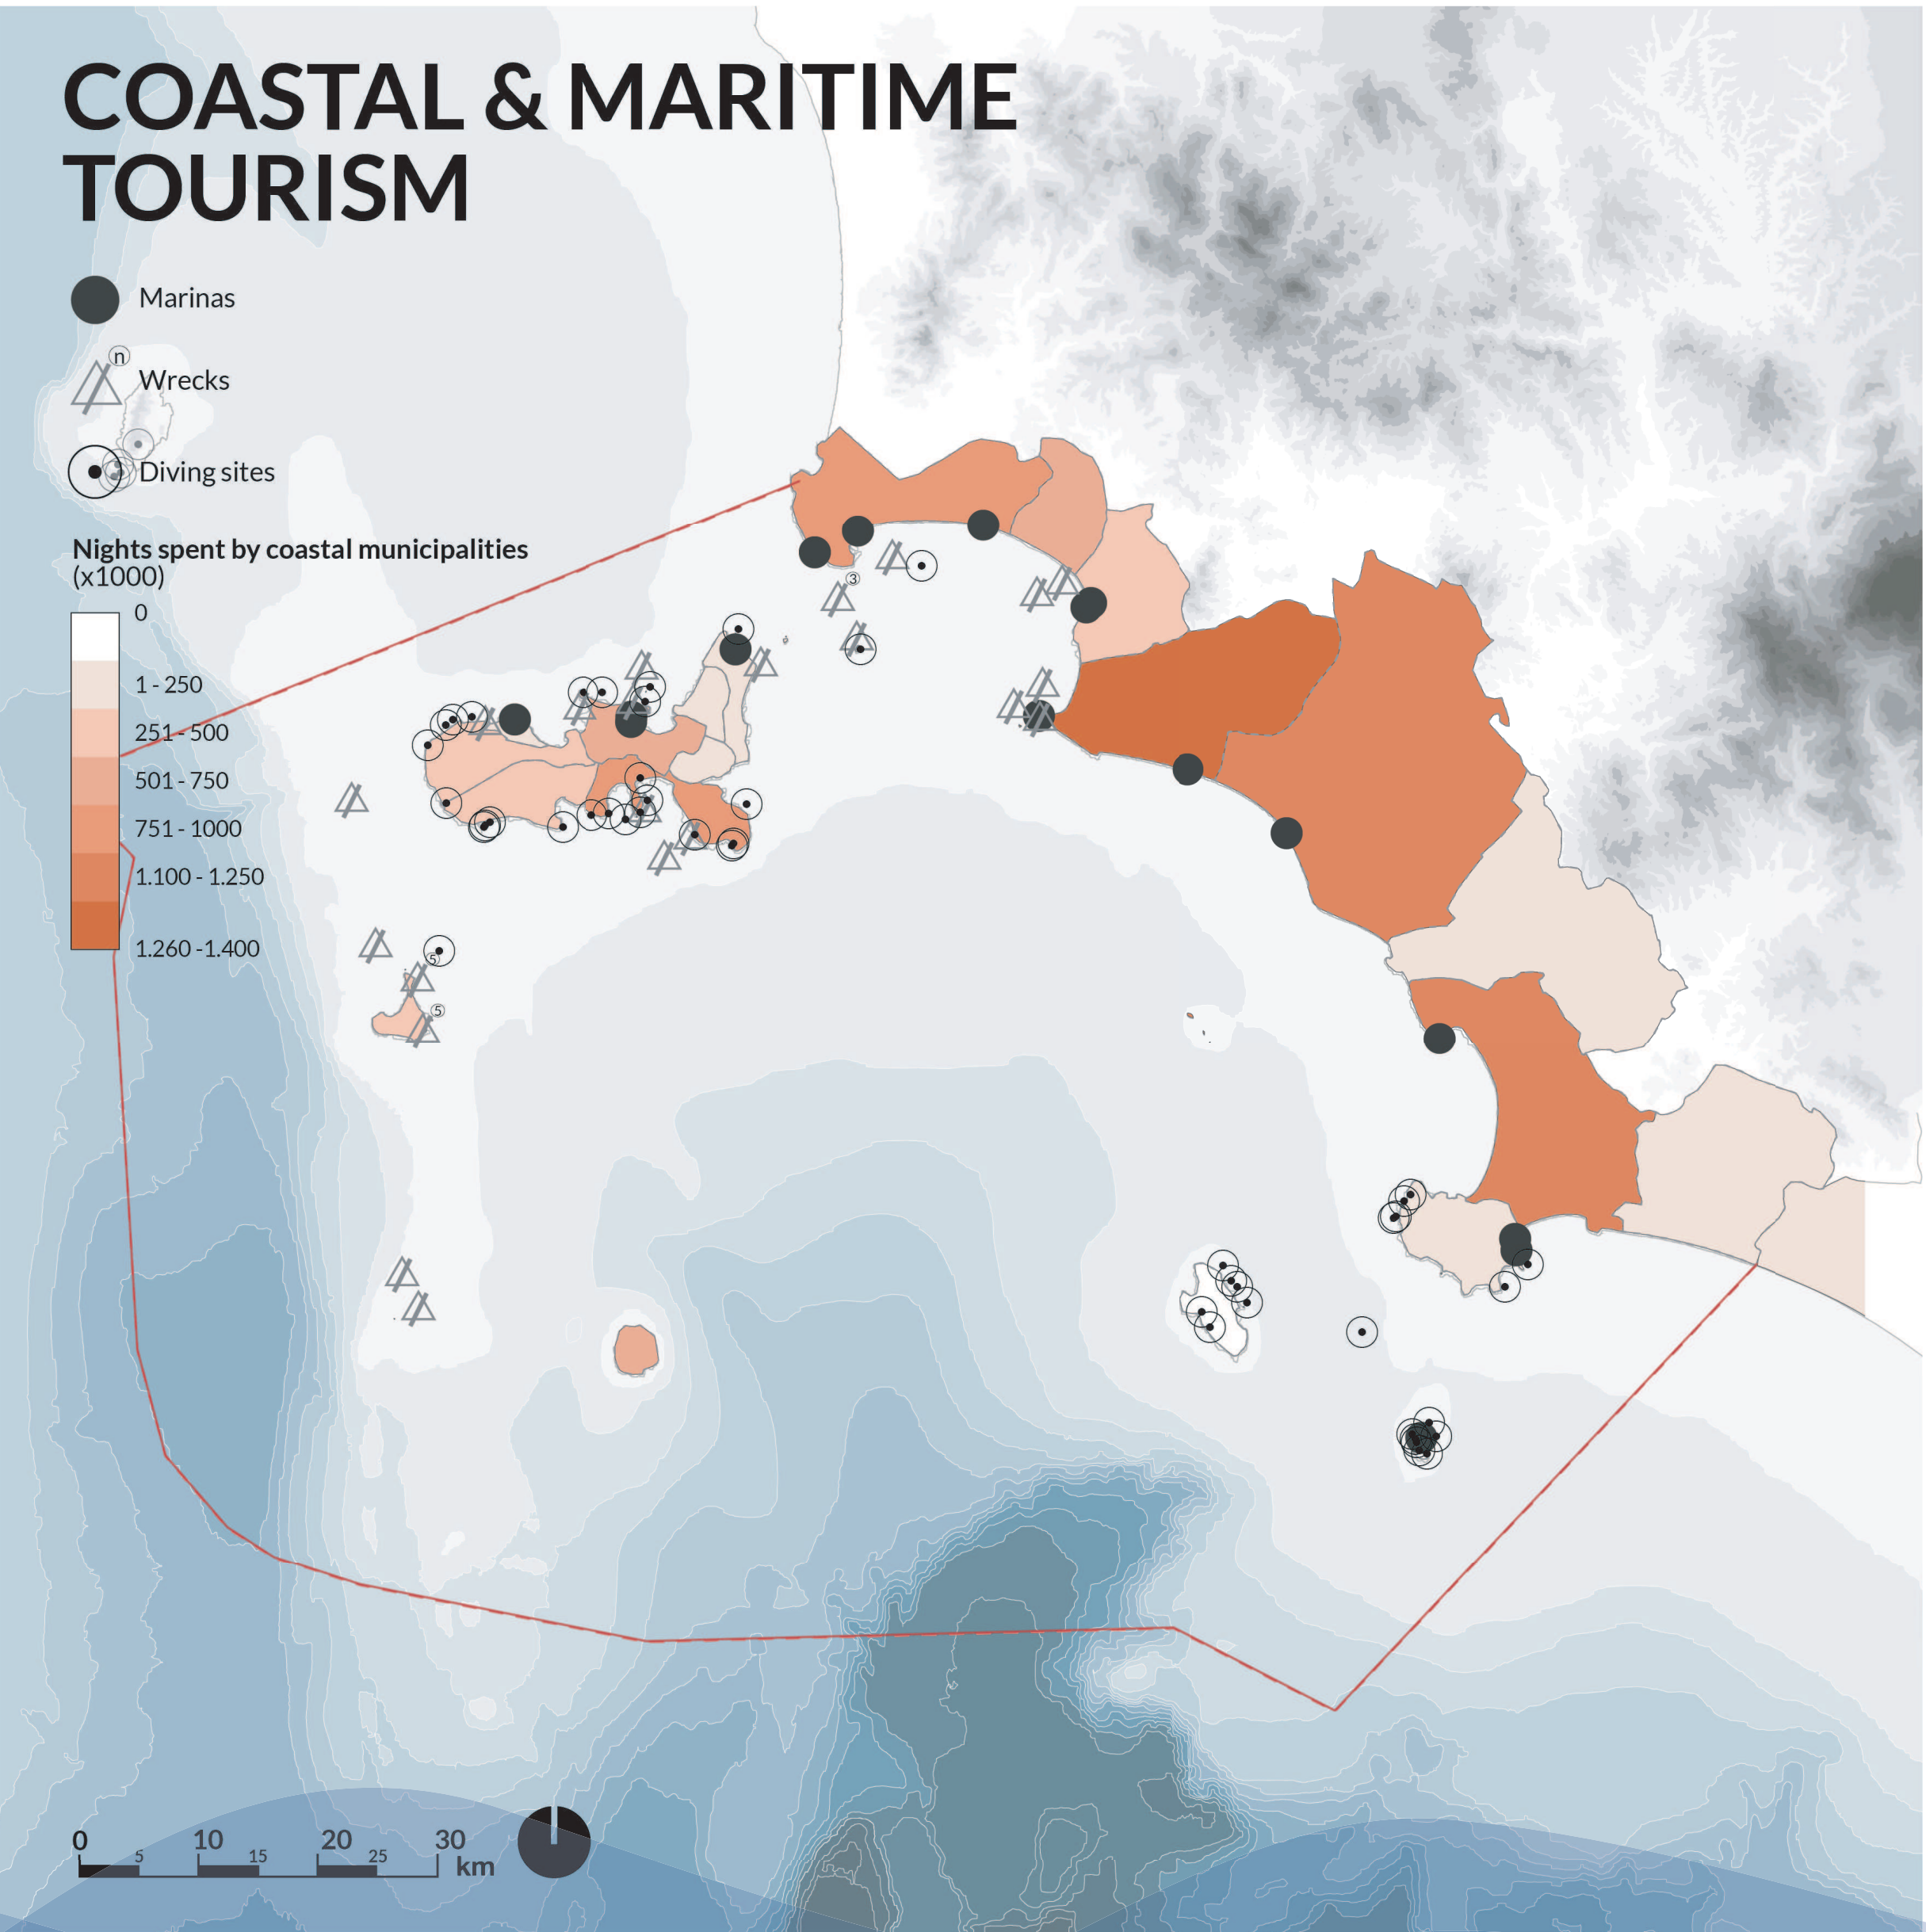 COASTAL & MARITIME
TOURISM
Marinas
n
Wrecks
Diving sites
Nights spent by coastal municipalities
(x1000)
0
1 - 250
251 - 500
501 - 750
751 - 1000
1.100 - 1.250
1.260 - 1.400
3
5
5
0 10 20 30
5 15 25 km